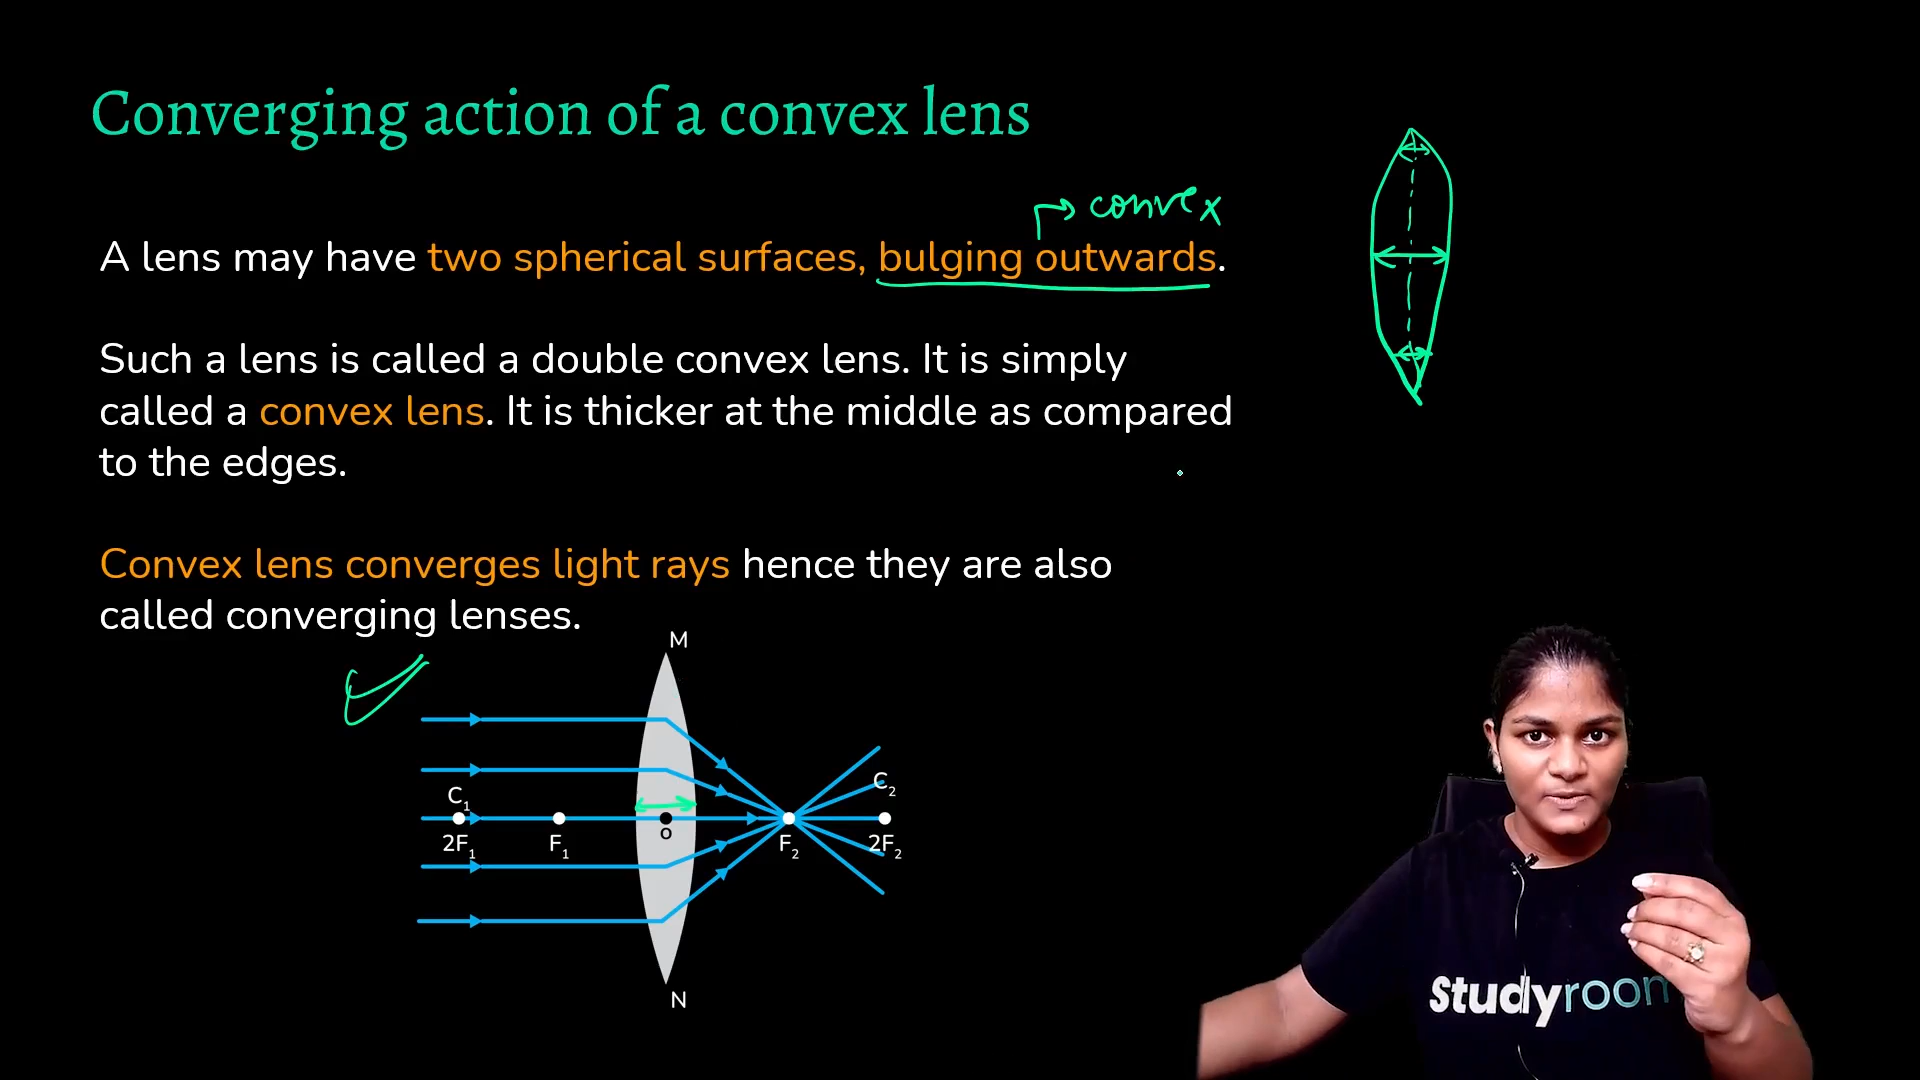 Converging action of a convex lens
convex
A lens may have two spherical surfaces, bulging outwards.
Such a lens is called a double convex lens. It is simply
called a convex lens. It is thicker at the middle as compared
to the edges.
Convex lens converges light rays hence they are also
called converging lenses.
M
C₁
C₂
O
2F₁
F₁
F₂
2F₂
N
Studyroom